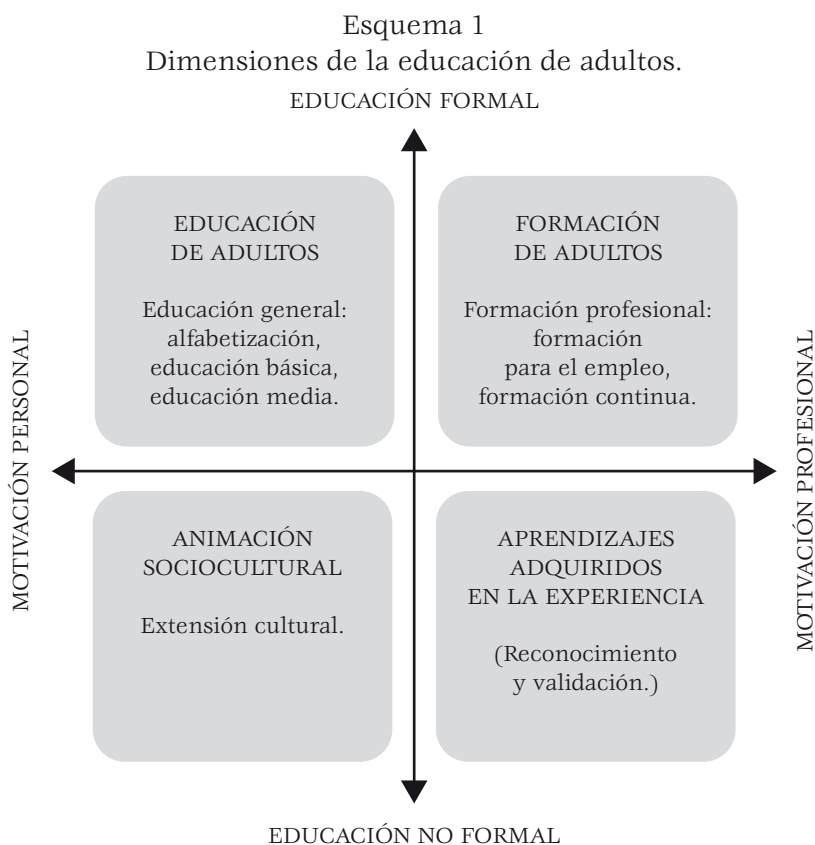 Esquema 1
Dimensiones de la educación de adultos.
EDUCACIÓN FORMAL
EDUCACIÓN
DE ADULTOS
Educación general:
alfabetización,
educación básica,
educación media.
FORMACIÓN
DE ADULTOS
Formación profesional:
formación
para el empleo,
formación continua.
MOTIVACIÓN PERSONAL
MOTIVACIÓN PROFESIONAL
ANIMACIÓN
SOCIOCULTURAL
Extensión cultural.
APRENDIZAJES
ADQUIRIDOS
EN LA EXPERIENCIA
(Reconocimiento
y validación.)
EDUCACIÓN NO FORMAL